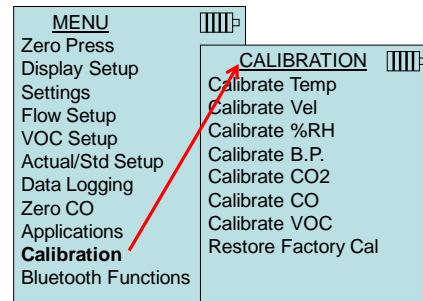 MENU
Zero Press
Display Setup
Settings
Flow Setup
VOC Setup
Actual/Std Setup
Data Logging
Zero CO
Applications
Calibration
Bluetooth Functions
CALIBRATION
Calibrate Temp
Calibrate Vel
Calibrate %RH
Calibrate B.P.
Calibrate CO2
Calibrate CO
Calibrate VOC
Restore Factory Cal